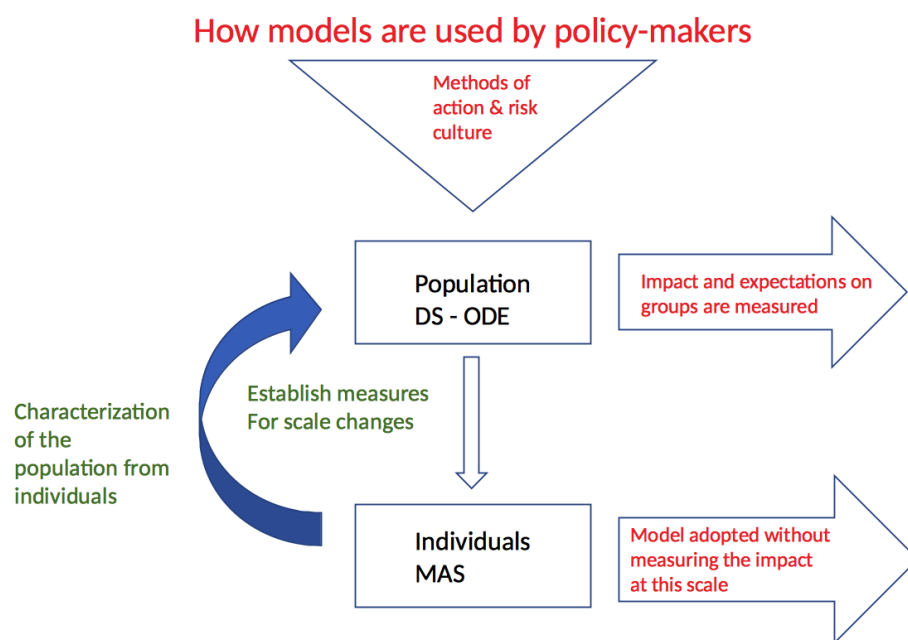 How models are used by policy-makers
Methods of
action & risk
culture
Population
DS - ODE
Impact and expectations on
groups are measured
Establish measures
For scale changes
Characterization
of the
population from
individuals
Individuals
MAS
Model adopted without
measuring the impact
at this scale